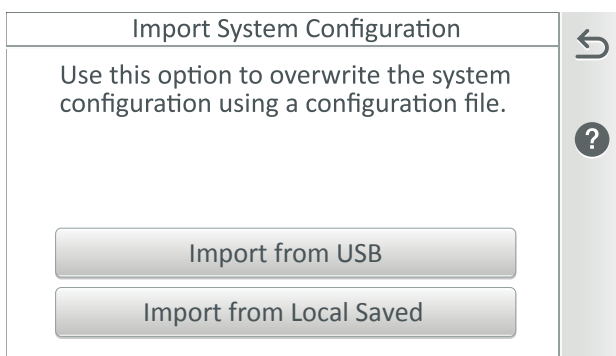 Import System Configuration
Use this option to overwrite the system
configuration using a configuration file.
?
Import from USB
Import from Local Saved